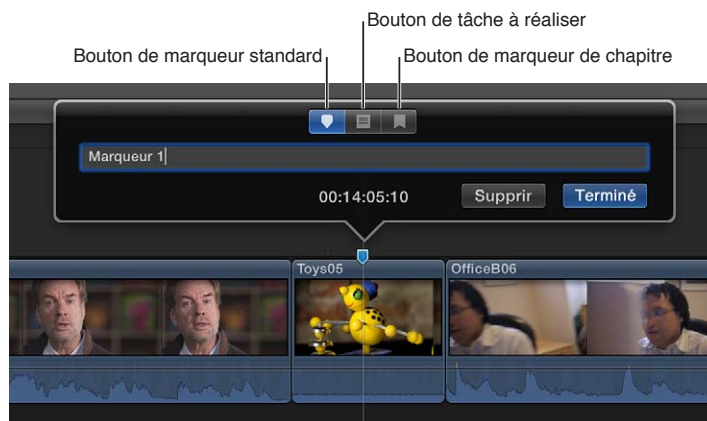 Bouton de tâche à réaliser
Bouton de marqueur standard
Bouton de marqueur de chapitre
Marqueur 1
00:14:05:10
Supprir
Terminé
Toys05
OfficeB06